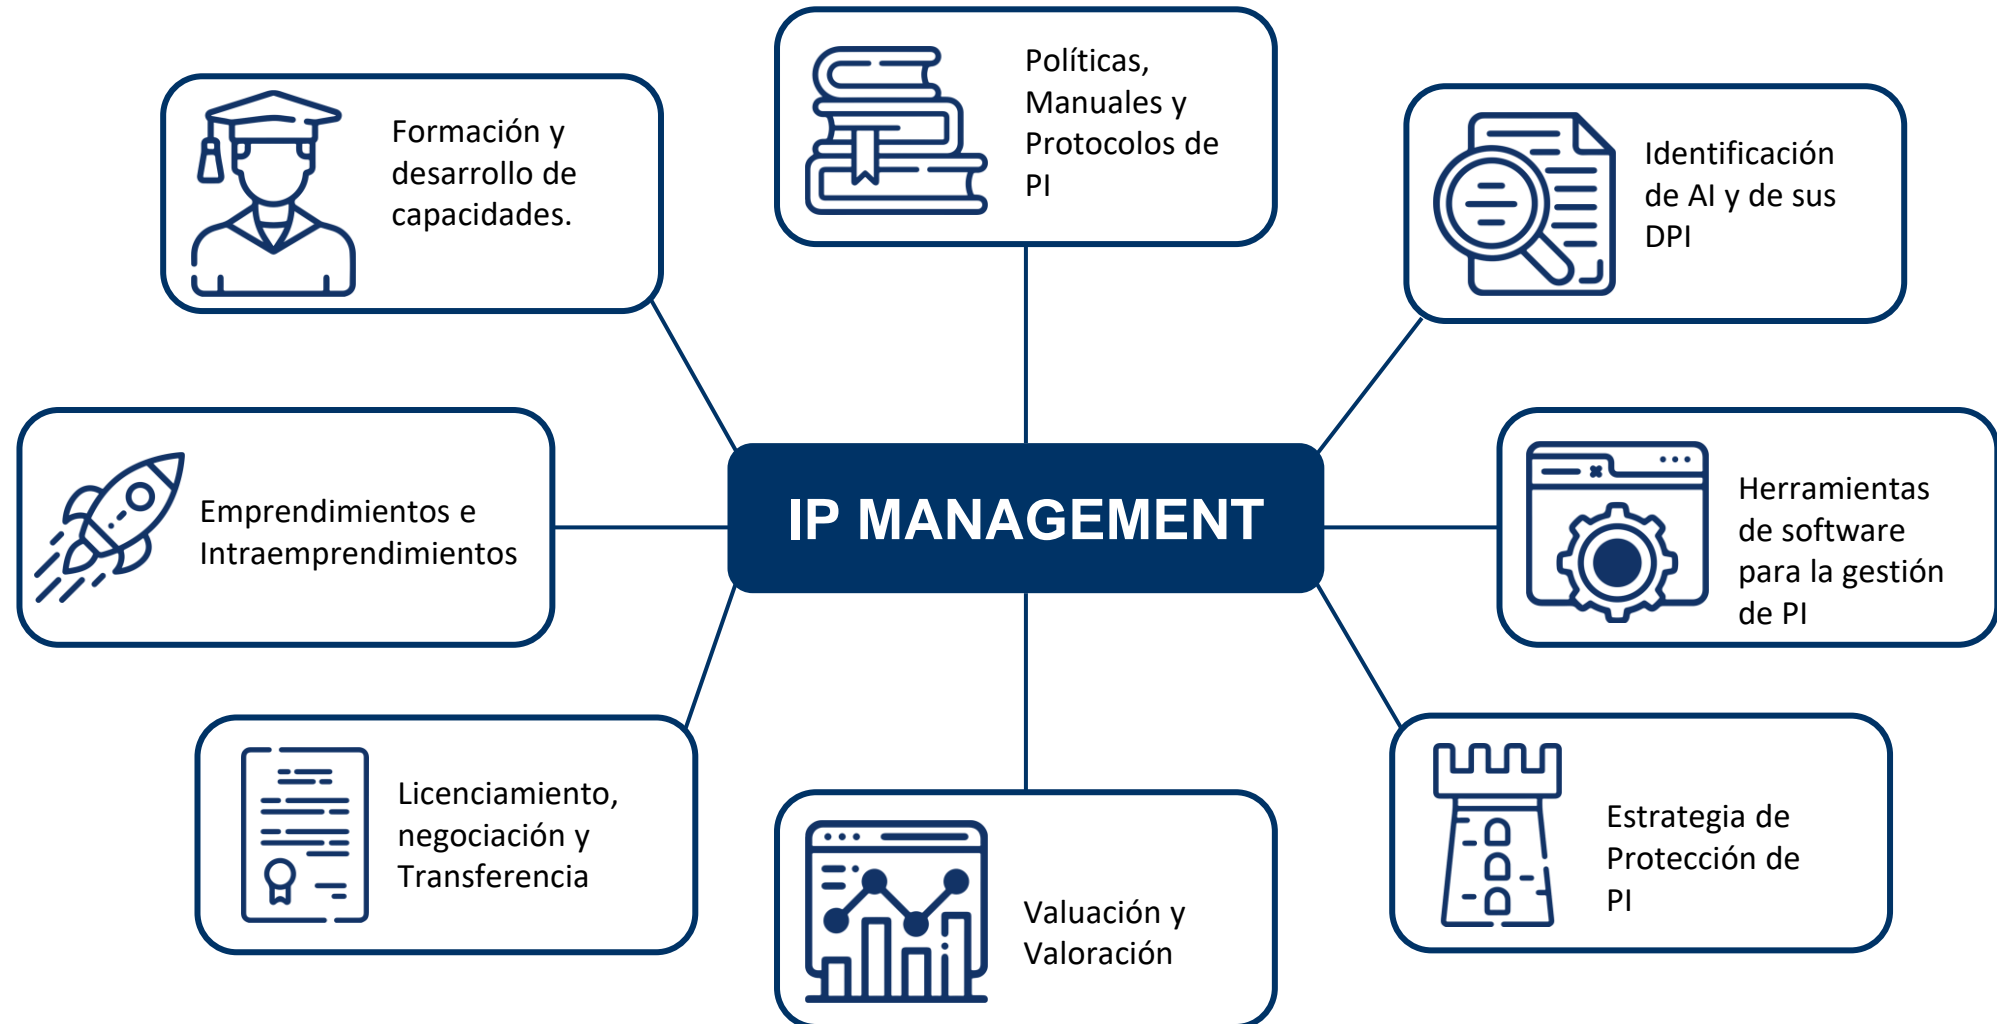 Políticas,
Manuales y
Protocolos de
PI
Formación y
desarrollo de
capacidades.
Identificación
de AI y de sus
DPI
Emprendimientos e
Intraemprendimientos
IP MANAGEMENT
Herramientas
de software
para la gestión
de PI
Licenciamiento,
negociación y
Transferencia
Valuación y
Valoración
Estrategia de
Protección de
PI